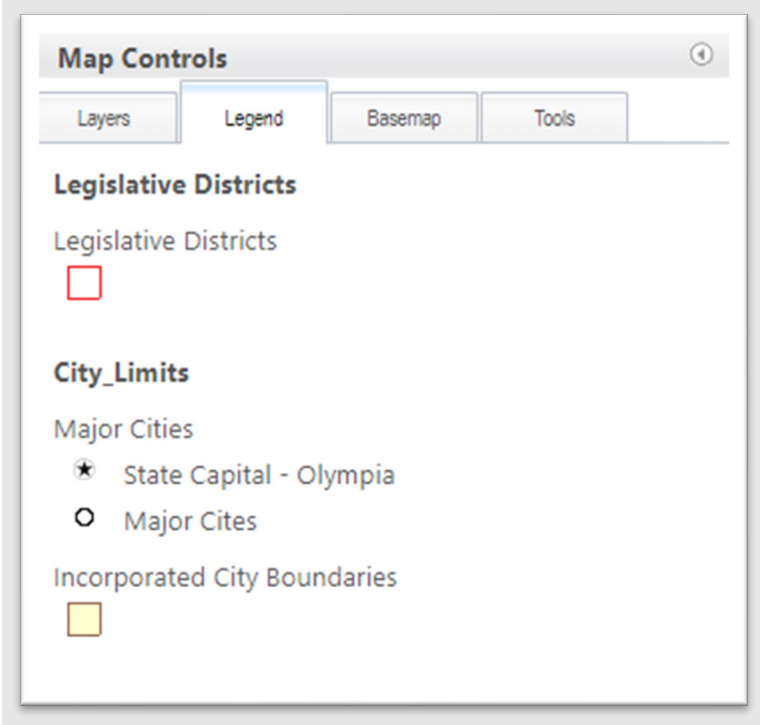 Map Controls
Layers Legend Basemap Tools
Legislative Districts
Legislative Districts
City_Limits
Major Cities
State Capital - Olympia
Major Cites
Incorporated City Boundaries